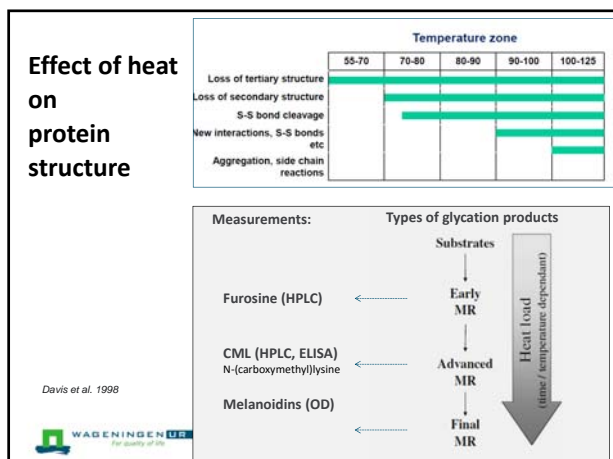 Effect of heat
on
protein
structure
Temperature zone
55-70 70-80 80-90 90-100 100-125
Loss of tertiary structure
Loss of secondary structure
S-S bond cleavage
New interactions, S-S bonds
etc
Aggregation, side chain
reactions
Measurements: Types of glycation products
Substrates
Furosine (HPLC) Early
MR
CML (HPLC, ELISA)
N-(carboxymethyl)lysine
Advanced
MR
Melanoidins (OD)
Final
MR
Heat load
(time / temperature dependant)
Davis et al. 1998
WAGENINGEN UR
For quality of life